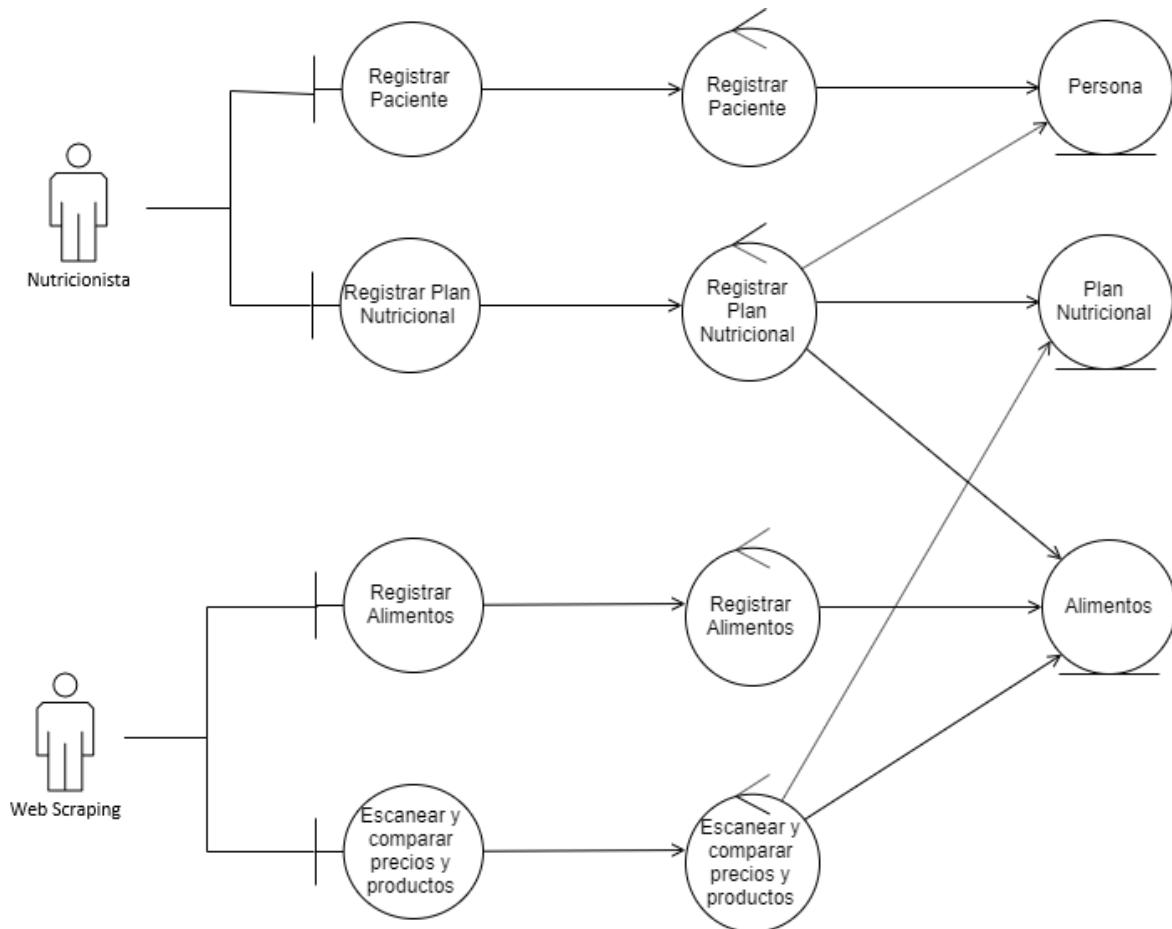 Registrar
Paciente
Registrar
Paciente
Persona
Nutricionista
Registrar Plan
Nutricional
Registrar
Plan
Nutricional
Plan
Nutricional
Registrar
Alimentos
Registrar
Alimentos
Alimentos
Web Scraping
Escanear y
comparar
precios y
productos
Escanear y
comparar
precios y
productos